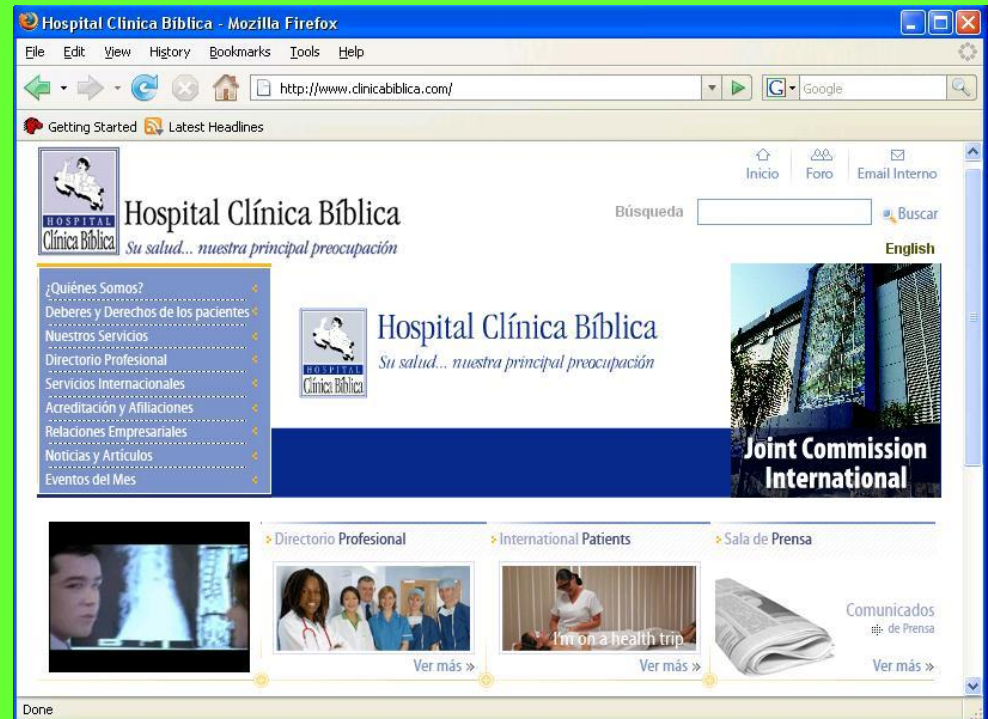 Hospital Clínica Bíblica - Mozilla Firefox
File Edit View History Bookmarks Tools Help
http://www.clinicabiblica.com/
G Google
Getting Started Latest Headlines
Inicio Foro Email Interno
HOSPITAL
Clínica Bíblica
Hospital Clínica Bíblica
Su salud... nuestra principal preocupación
Búsqueda Buscar
English
¿Quiénes Somos?
Deberes y Derechos de los pacientes
Nuestros Servicios
Directorio Profesional
Servicios Internacionales
Acreditación y Afiliaciones
Relaciones Empresariales
Noticias y Artículos
Eventos del Mes
HOSPITAL
Clínica Bíblica
Hospital Clínica Bíblica
Su salud... nuestra principal preocupación
Joint Commission
International
Directorio Profesional
Ver más »
International Patients
I'm on a health trip
Ver más »
Sala de Prensa
Comunicados
de Prensa
Ver más »
Done